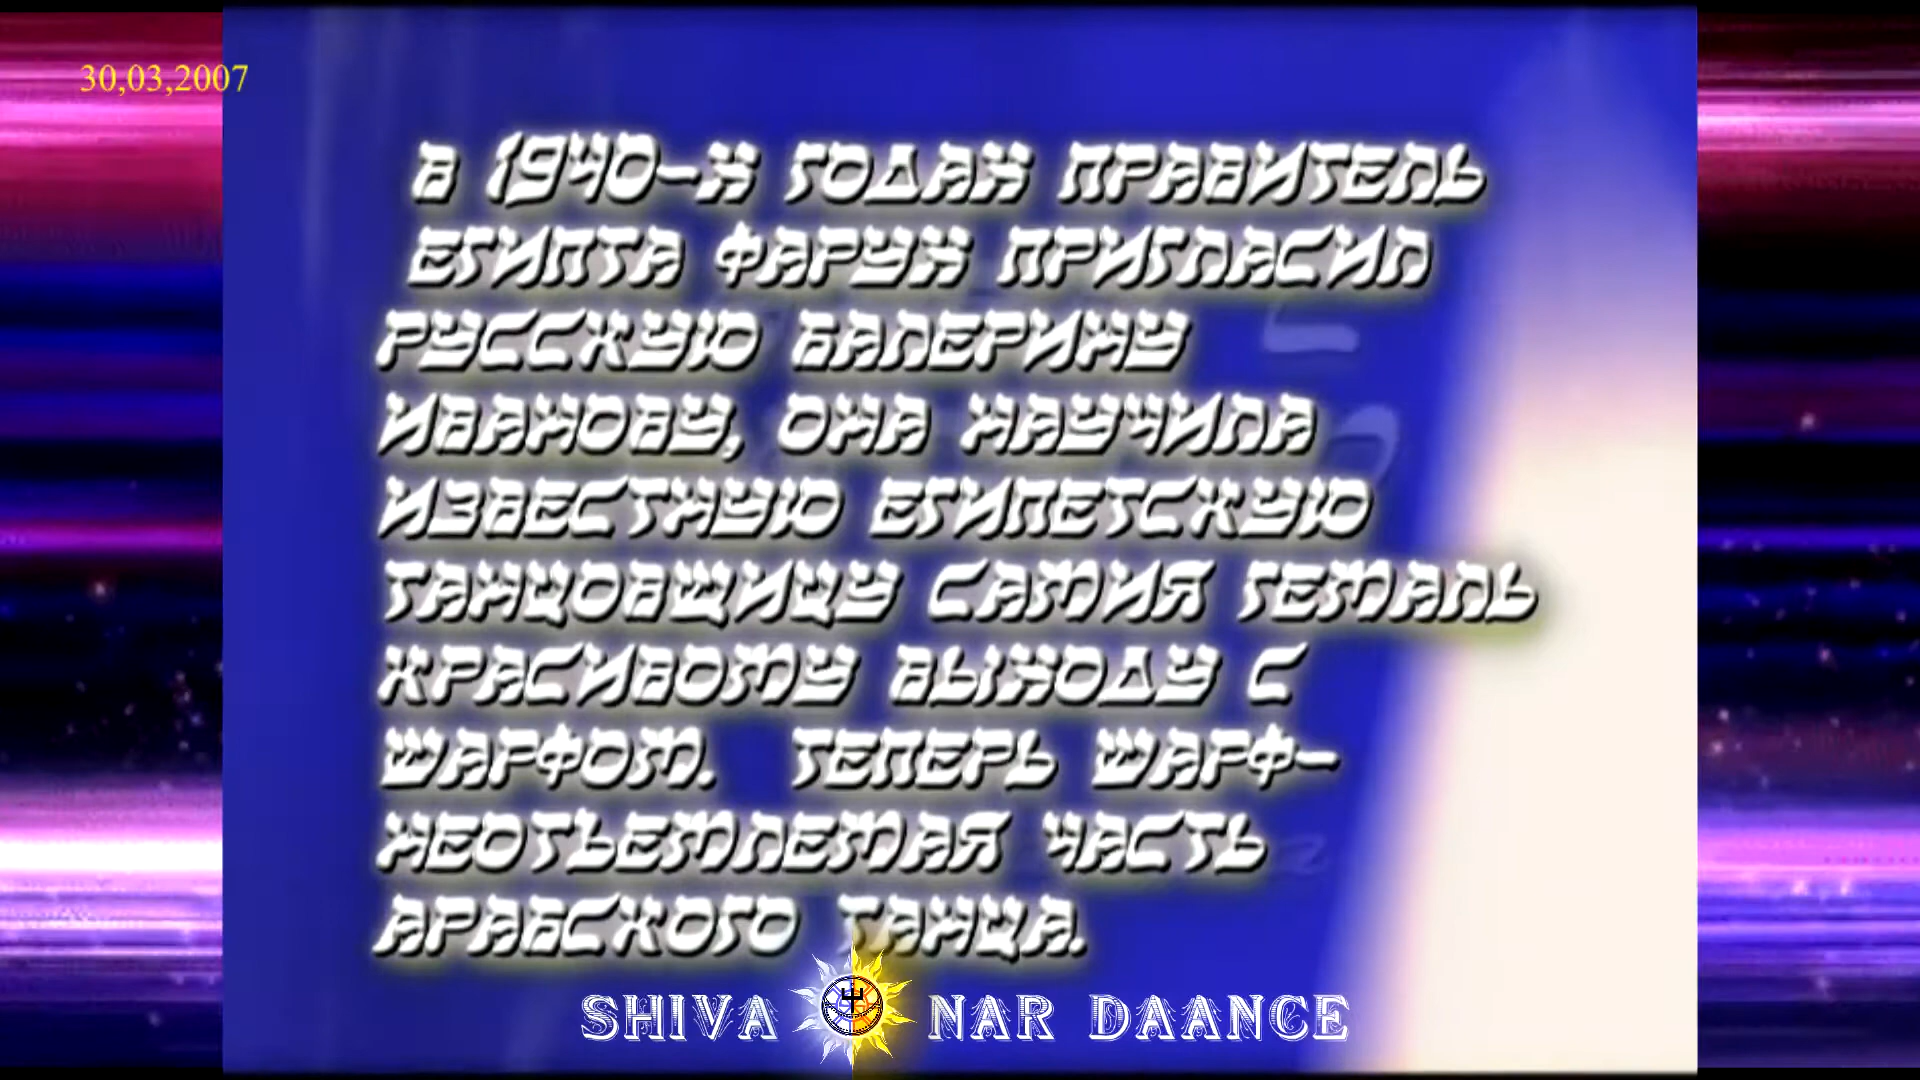 30,03,2007
В 1940-Х ГОДАХ ПРАВИТЕЛЬ
ЕГИПТА ФАРУХ ПРИГЛАСИЛ
РУССКУЮ БАЛЕРИНУ
ИВАНОВУ, ОНА НАУЧИЛА
ИЗВЕСТНУЮ ЕГИПЕТСКУЮ
ТАНЦОВЩИЦУ САМИЯ ГЕМАЛЬ
КРАСИВОМУ ВЫХОДУ С
ШАРФОМ. ТЕПЕРЬ ШАРФ-
НЕОТЪЕМЛЕМАЯ ЧАСТЬ
АРАБСКОГО ТАНЦА.
SHIVA NAR DAANCE